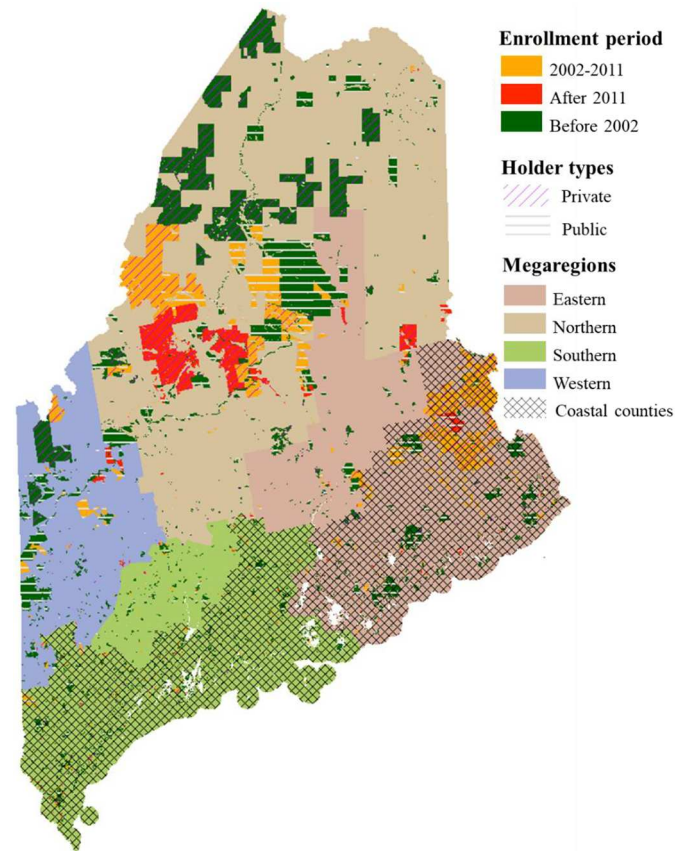 Enrollment period
2002-2011
After 2011
Before 2002
Holder types
Private
Public
Megaregions
Eastern
Northern
Southern
Western
Coastal counties